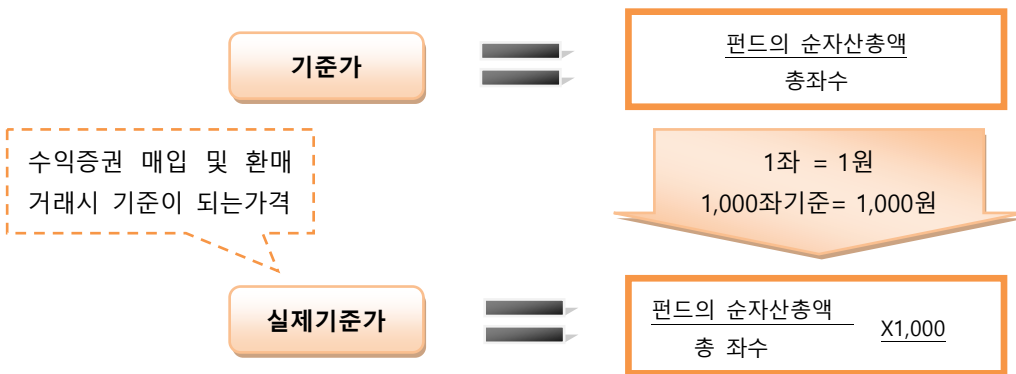 기준가
펀드의 순자산총액
총좌수
수익증권 매입 및 환매
거래시 기준이 되는가격
1좌 = 1원
1,000좌기준= 1,000원
실제기준가
펀드의 순자산총액
총 좌수
X1,000